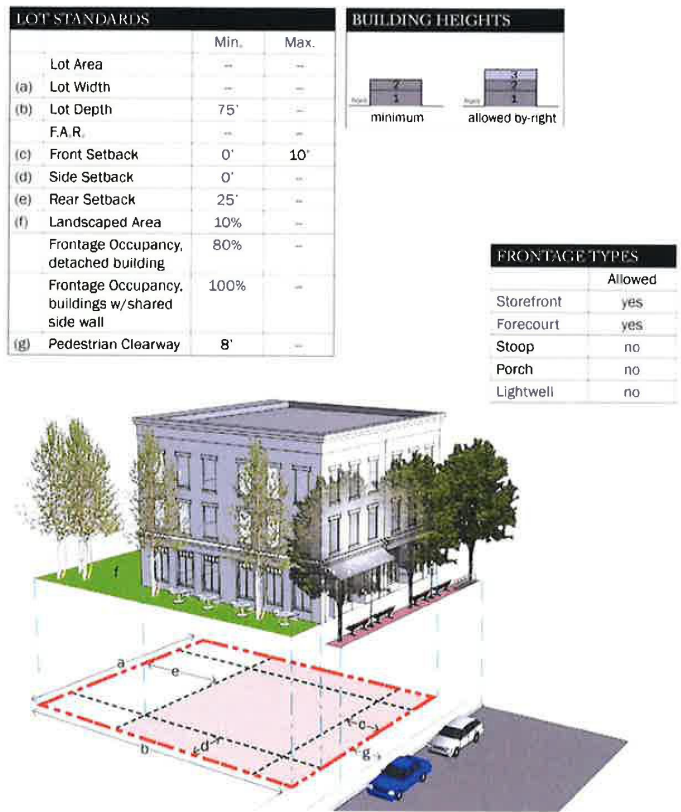 LOT STANDARDS
Min. Max.
Lot Area -- --
(a) Lot Width -- --
(b) Lot Depth 75' --
F.A.R. -- --
(c) Front Setback 0' 10'
(d) Side Setback 0' --
(e) Rear Setback 25' --
(f) Landscaped Area 10% --
Frontage Occupancy, 80% --
detached building
Frontage Occupancy, 100% --
buildings w/shared
side wall
(g) Pedestrian Clearway 8' --
BUILDING HEIGHTS
2
front 1
minimum
3
2
front 1
allowed by-right
FRONTAGE TYPES
Allowed
Storefront yes
Forecourt yes
Stoop no
Porch no
Lightwell no
f
a
e
c
d
b
g